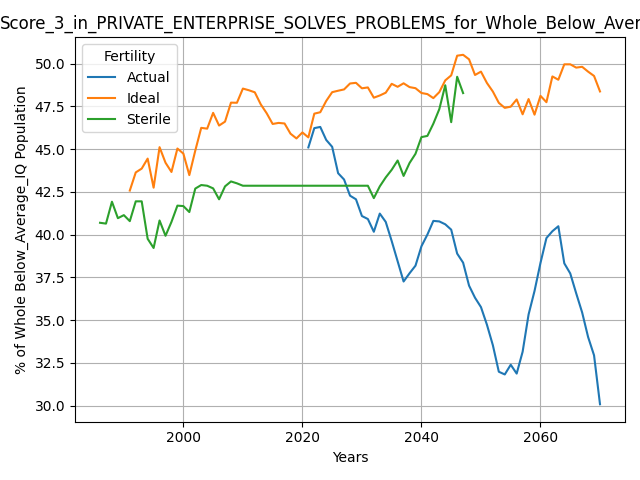 Score_3_in_PRIVATE_ENTERPRISE_SOLVES_PROBLEMS_for_Whole_Below_Aver
Fertility
Actual
Ideal
Sterile
% of Whole Below_Average_IQ Population
50.0
47.5
45.0
42.5
40.0
37.5
35.0
32.5
30.0
2000
2020
2040
2060
Years